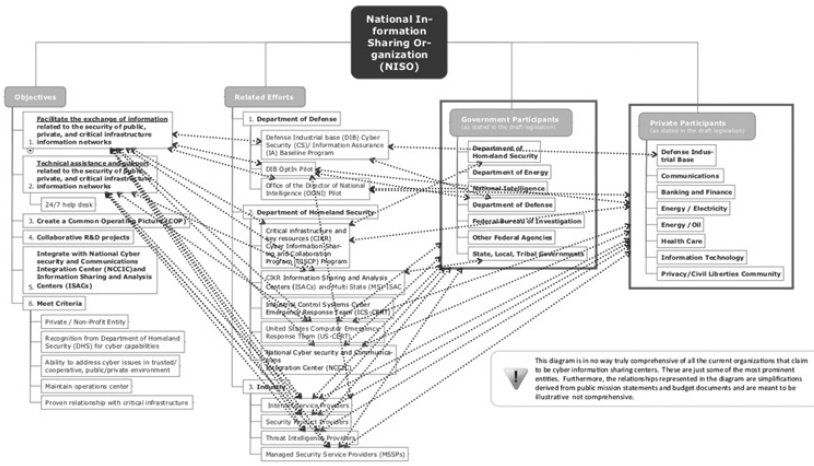 National In-
formation
Sharing Or-
ganization
(NISO)
Objectives
Facilitate the exchange of information
related to the security of public,
private, and critical infrastructure
1. information networks
Technical assistance and support
related to the security of public,
private, and critical infrastructure
2. information networks
24/7 help desk
3. Create a Common Operating Picture (COP)
4. Collaborative R&D projects
Integrate with National Cyber
security and Communications
Integration Center (NCCIC)and
Information Sharing and Analysis
5. Centers (ISACs)
6. Meet Criteria
Private / Non-Profit Entity
Recognition from Department of Homeland
Security (DHS) for cyber capabilities
Ability to address cyber issues in trusted/
cooperative, public/private environment
Maintain operations center
Proven relationship with critical infrastructure
Related Efforts
1. Department of Defense
Defense Industrial base (DIB) Cyber
Security (CS)/ Information Assurance
(IA) Baseline Program
DIB OptIn Pilot
Office of the Director of National
Intelligence (ODNI) Pilot
2. Department of Homeland Security
Critical infrastructure and
key resources (CIKR)
Cyber Information-Shar-
ing and Collaboration
Program (CISCP) Program
CIKR Information Sharing and Analysis
Centers (ISACs) and Multi State (MS)-ISAC
Industrial Control Systems Cyber
Emergency Response Team (ICS-CERT)
United States Computer Emergency
Response Team (US-CERT)
National Cyber security and Communica-
tions
Integration Center (NCCIC)
3. Industry
Internet Service Providers
Security Product Providers
Threat Intelligence Providers
Managed Security Service Providers (MSSPs)
Government Participants
(as stated in the draft legislation)
Department of
Homeland Security
Department of Energy
National Intelligence
Department of Defense
Federal Bureau of Investigation
Other Federal Agencies
State, Local, Tribal Governments
Private Participants
(as stated in the draft legislation)
Defense Indus-
trial Base
Communications
Banking and Finance
Energy / Electricity
Energy /Oil
Health Care
Information Technology
Privacy/Civil Liberties Community
This diagram is in no way truly comprehensive of all the current organizations that claim
to be cyber information sharing centers. These are just some of the most prominent
entities. Furthermore, the relationships represented in the diagram are simplifications
derived from public mission statements and budget documents and are meant to be
illustrative not comprehensive.